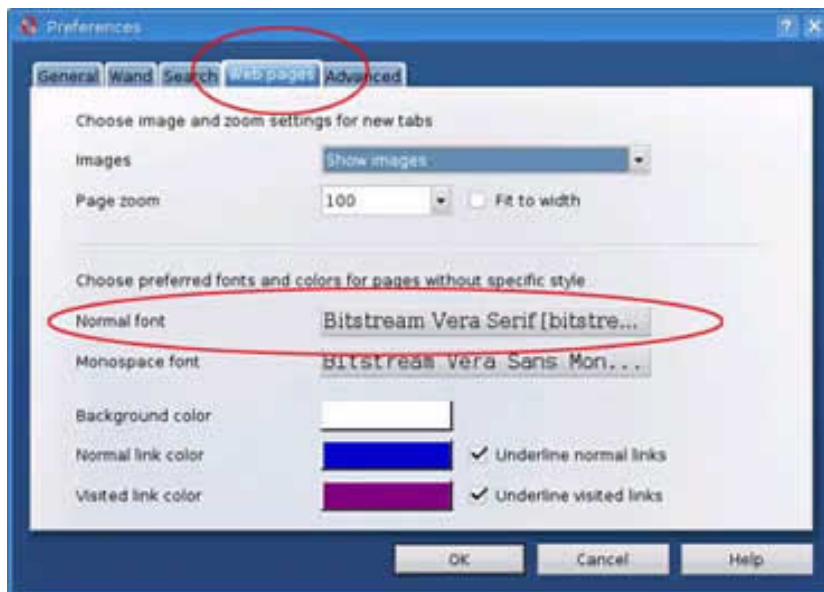 Preferences
General Wand Search Web pages Advanced
Choose image and zoom settings for new tabs
Images Show images
Page zoom 100 Fit to width
Choose preferred fonts and colors for pages without specific style
Normal font Bitstream Vera Serif [bitstre...
Monospace font Bitstream Vera Sans Mon...
Background color
Normal link color Underline normal links
Visited link color Underline visited links
OK Cancel Help